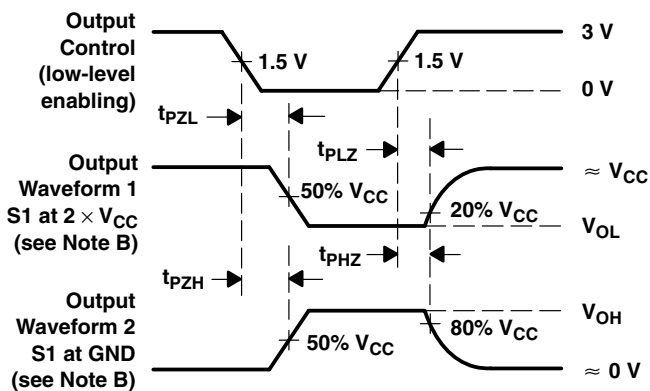 Output
Control
(low-level
enabling)
1.5 V
1.5 V
3 V
0 V
tPZL
tPLZ
Output
Waveform 1
S1 at 2 × VCC
(see Note B)
50% VCC
20% VCC
≈ VCC
VOL
tPZH
tPHZ
Output
Waveform 2
S1 at GND
(see Note B)
50% VCC
80% VCC
VOH
≈ 0 V